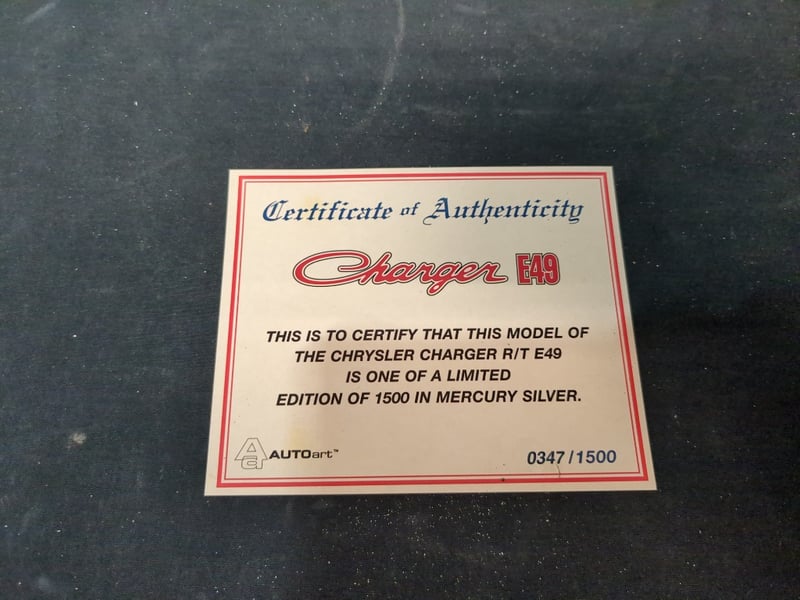 Certificate of Authenticity
Charger E49
THIS IS TO CERTIFY THAT THIS MODEL OF
THE CHRYSLER CHARGER R/T E49
IS ONE OF A LIMITED
EDITION OF 1500 IN MERCURY SILVER.
Aa AUTOart™ 0347/1500